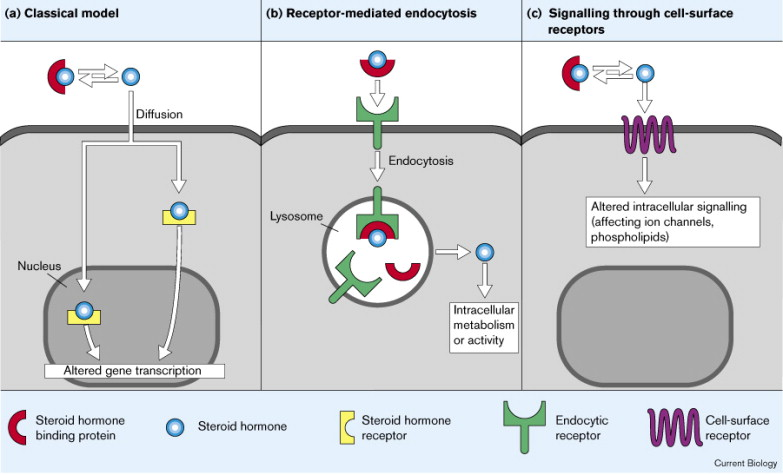 (a) Classical model
Diffusion
Nucleus
Altered gene transcription
(b) Receptor-mediated endocytosis
Endocytosis
Lysosome
Intracellular
metabolism
or activity
(c) Signalling through cell-surface
receptors
Altered intracellular signalling
(affecting ion channels,
phospholipids)
Steroid hormone
binding protein
Steroid hormone
Steroid hormone
receptor
Endocytic
receptor
Cell-surface
receptor
Current Biology